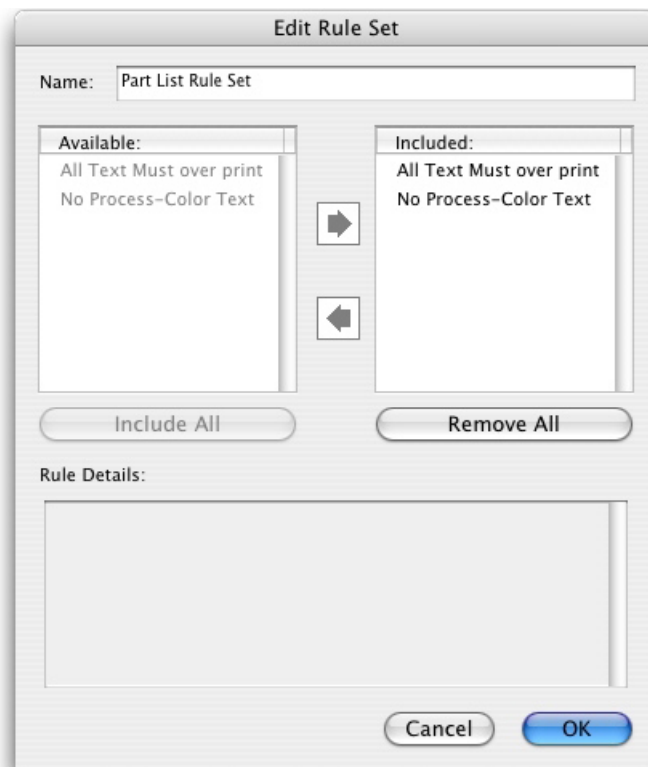 Edit Rule Set
Name: Part List Rule Set
Available:
All Text Must over print
No Process-Color Text
Included:
All Text Must over print
No Process-Color Text
Include All
Remove All
Rule Details:
Cancel
OK